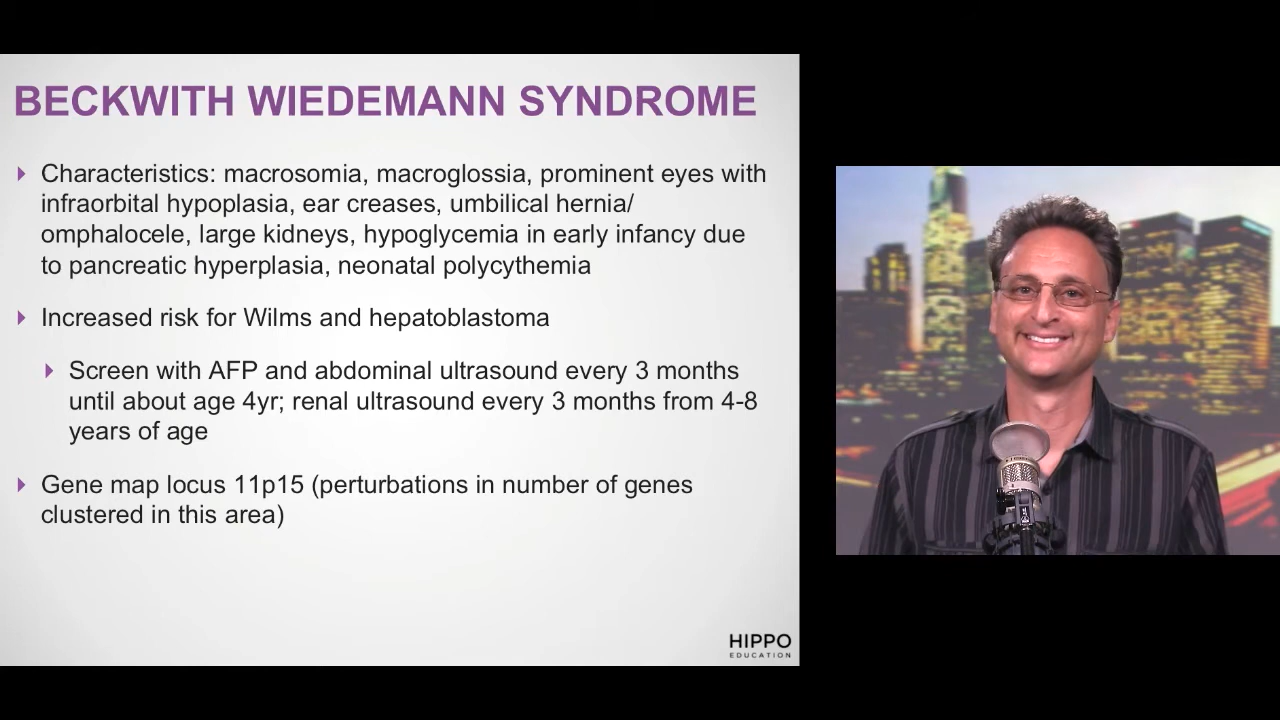 BECKWITH WIEDEMANN SYNDROME
Characteristics: macrosomia, macroglossia, prominent eyes with
infraorbital hypoplasia, ear creases, umbilical hernia/
omphalocele, large kidneys, hypoglycemia in early infancy due
to pancreatic hyperplasia, neonatal polycythemia
Increased risk for Wilms and hepatoblastoma
Screen with AFP and abdominal ultrasound every 3 months
until about age 4yr; renal ultrasound every 3 months from 4-8
years of age
Gene map locus 11p15 (perturbations in number of genes
clustered in this area)
HIPPO
EDUCATION